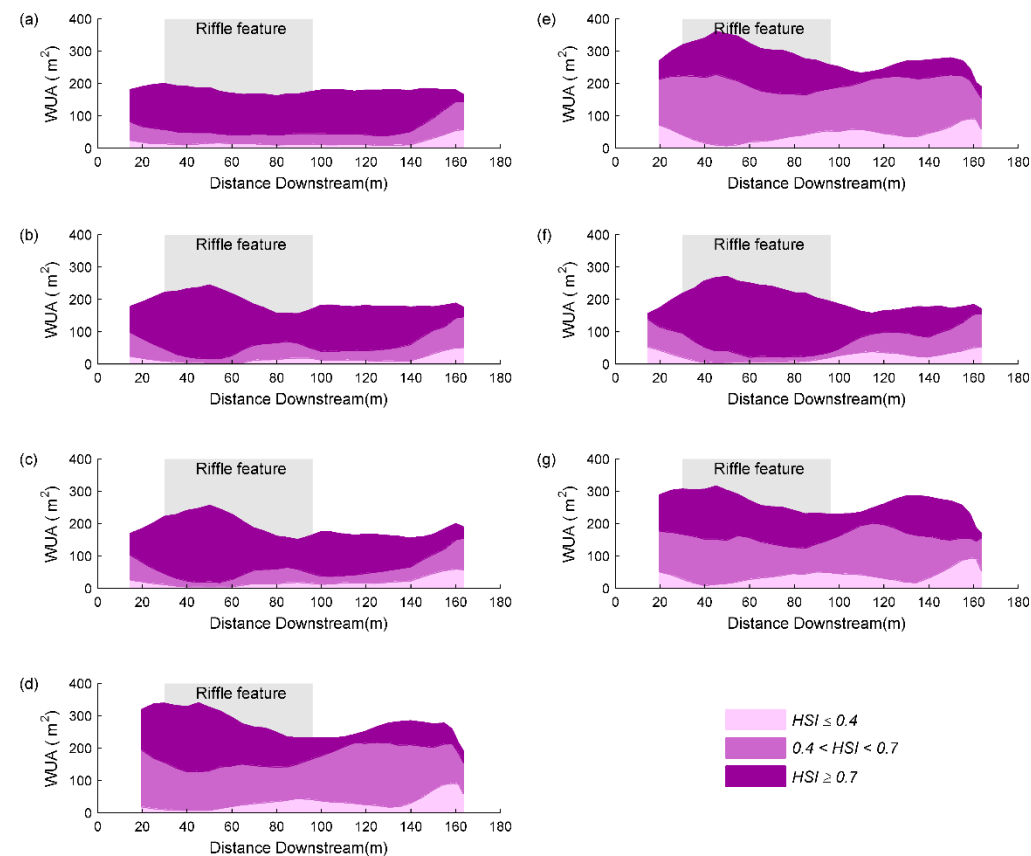 (a)
Riffle feature
400
300
200
100
0
WUA ( m²)
0 20 40 60 80 100 120 140 160 180
Distance Downstream(m)
(e)
Riffle feature
400
300
200
100
0
WUA ( m²)
0 20 40 60 80 100 120 140 160 180
Distance Downstream(m)
(b)
Riffle feature
400
300
200
100
0
WUA ( m²)
0 20 40 60 80 100 120 140 160 180
Distance Downstream(m)
(f)
Riffle feature
400
300
200
100
0
WUA ( m²)
0 20 40 60 80 100 120 140 160 180
Distance Downstream(m)
(c)
Riffle feature
400
300
200
100
0
WUA ( m²)
0 20 40 60 80 100 120 140 160 180
Distance Downstream(m)
(g)
Riffle feature
400
300
200
100
0
WUA ( m²)
0 20 40 60 80 100 120 140 160 180
Distance Downstream(m)
(d)
Riffle feature
400
300
200
100
0
WUA ( m²)
0 20 40 60 80 100 120 140 160 180
Distance Downstream(m)
HSI ≤ 0.4
0.4 < HSI < 0.7
HSI ≥ 0.7